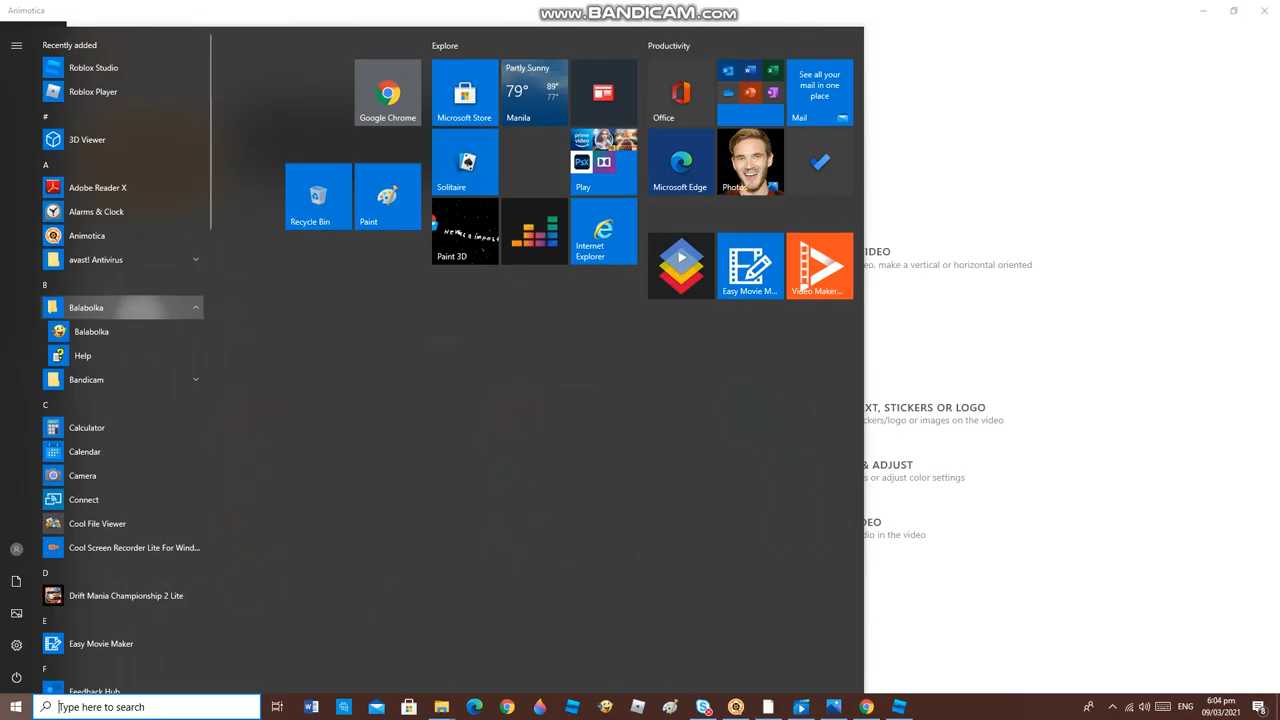 Animotica
www.BANDICAM.com
Recently added
Roblox Studio
Roblox Player
#
3D Viewer
A
Adobe Reader X
Alarms & Clock
Animotica
avast! Antivirus
B
Balabolka
Balabolka
Help
Bandicam
C
Calculator
Calendar
Camera
Connect
Cool File Viewer
Cool Screen Recorder Lite For Wind...
D
Drift Mania Championship 2 Lite
E
Easy Movie Maker
F
Feedback Hub
Google Chrome
Recycle Bin
Paint
Explore
Microsoft Store
Partly Sunny
79°
89°
77°
Manila
Solitaire
prime video
PsX
Play
Paint 3D
Internet
Explorer
Productivity
Office
See all your
mail in one
place
Mail
Microsoft Edge
Photos
Easy Movie M...
Video Maker...
IDEO
eo, make a vertical or horizontal oriented
XT, STICKERS OR LOGO
ckers/logo or images on the video
& ADJUST
s or adjust color settings
DEO
dio in the video
Type here to search
6:04 pm
09/03/2021
8